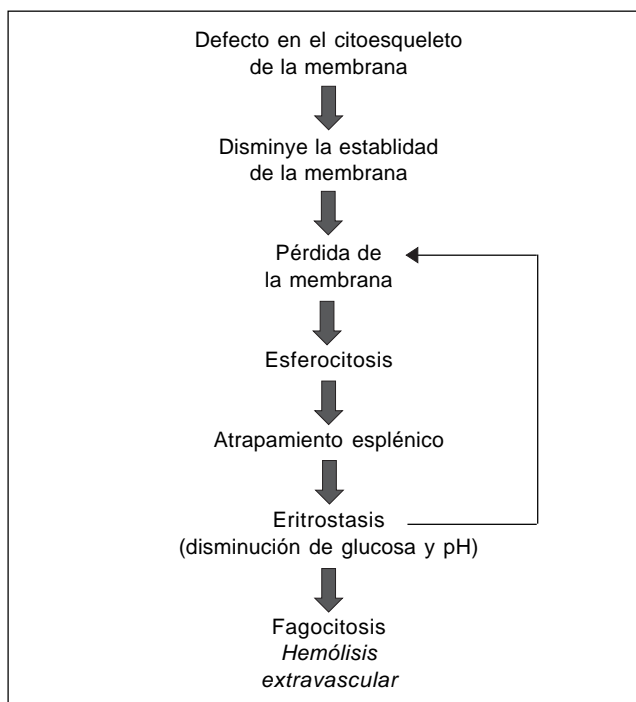 Defecto en el citoesqueleto
de la membrana
Disminye la establidad
de la membrana
Pérdida de
la membrana
Esferocitosis
Atrapamiento esplénico
Eritrostasis
(disminución de glucosa y pH)
Fagocitosis
Hemólisis
extravascular